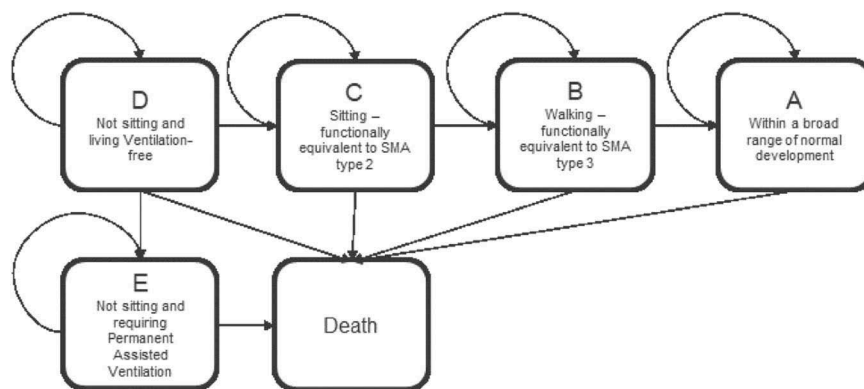 D
Not sitting and
living Ventilation-
free
C
Sitting –
functionally
equivalent to SMA
type 2
B
Walking –
functionally
equivalent to SMA
type 3
A
Within a broad
range of normal
development
E
Not sitting and
requiring
Permanent
Assisted
Ventilation
Death